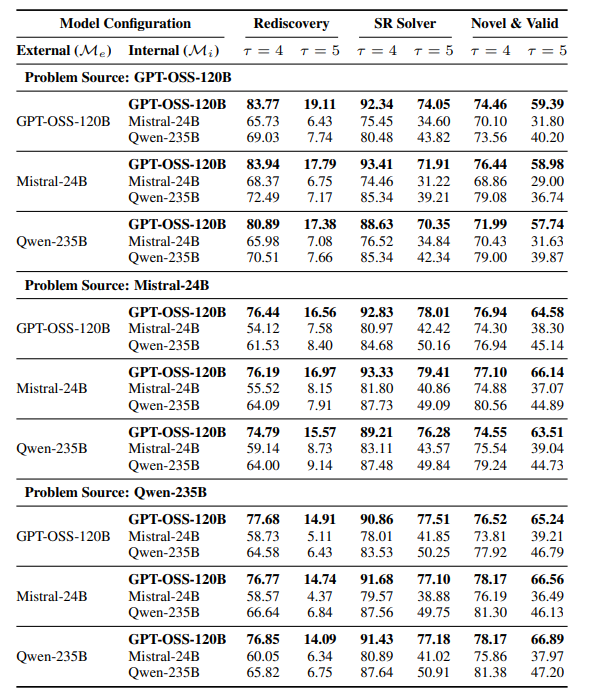 Model Configuration Rediscovery SR Solver Novel & Valid
External (ℳₑ) Internal (ℳᵢ) τ = 4 τ = 5 τ = 4 τ = 5 τ = 4 τ = 5
Problem Source: GPT-OSS-120B
GPT-OSS-120B 83.77 19.11 92.34 74.05 74.46 59.39
GPT-OSS-120B Mistral-24B 65.73 6.43 75.45 34.60 70.10 31.80
Qwen-235B 69.03 7.74 80.48 43.82 73.56 40.20
GPT-OSS-120B 83.94 17.79 93.41 71.91 76.44 58.98
Mistral-24B Mistral-24B 68.37 6.75 74.46 31.22 68.86 29.00
Qwen-235B 72.49 7.17 85.34 39.21 79.08 36.74
GPT-OSS-120B 80.89 17.38 88.63 70.35 71.99 57.74
Qwen-235B Mistral-24B 65.98 7.08 76.52 34.84 70.43 31.63
Qwen-235B 70.51 7.66 85.34 42.34 79.00 39.87
Problem Source: Mistral-24B
GPT-OSS-120B 76.44 16.56 92.83 78.01 76.94 64.58
GPT-OSS-120B Mistral-24B 54.12 7.58 80.97 42.42 74.30 38.30
Qwen-235B 61.53 8.40 84.68 50.16 76.94 45.14
GPT-OSS-120B 76.19 16.97 93.33 79.41 77.10 66.14
Mistral-24B Mistral-24B 55.52 8.15 81.80 40.86 74.88 37.07
Qwen-235B 64.09 7.91 87.73 49.09 80.56 44.89
GPT-OSS-120B 74.79 15.57 89.21 76.28 74.55 63.51
Qwen-235B Mistral-24B 59.14 8.73 83.11 43.57 75.54 39.04
Qwen-235B 64.00 9.14 87.48 49.84 79.24 44.73
Problem Source: Qwen-235B
GPT-OSS-120B 77.68 14.91 90.86 77.51 76.52 65.24
GPT-OSS-120B Mistral-24B 58.73 5.11 78.01 41.85 73.81 39.21
Qwen-235B 64.58 6.43 83.53 50.25 77.92 46.79
GPT-OSS-120B 76.77 14.74 91.68 77.10 78.17 66.56
Mistral-24B Mistral-24B 58.57 4.37 79.57 38.88 76.19 36.49
Qwen-235B 66.64 6.84 87.56 49.75 81.30 46.13
GPT-OSS-120B 76.85 14.09 91.43 77.18 78.17 66.89
Qwen-235B Mistral-24B 60.05 6.34 80.89 41.02 75.86 37.97
Qwen-235B 65.82 6.75 87.64 50.91 81.38 47.20